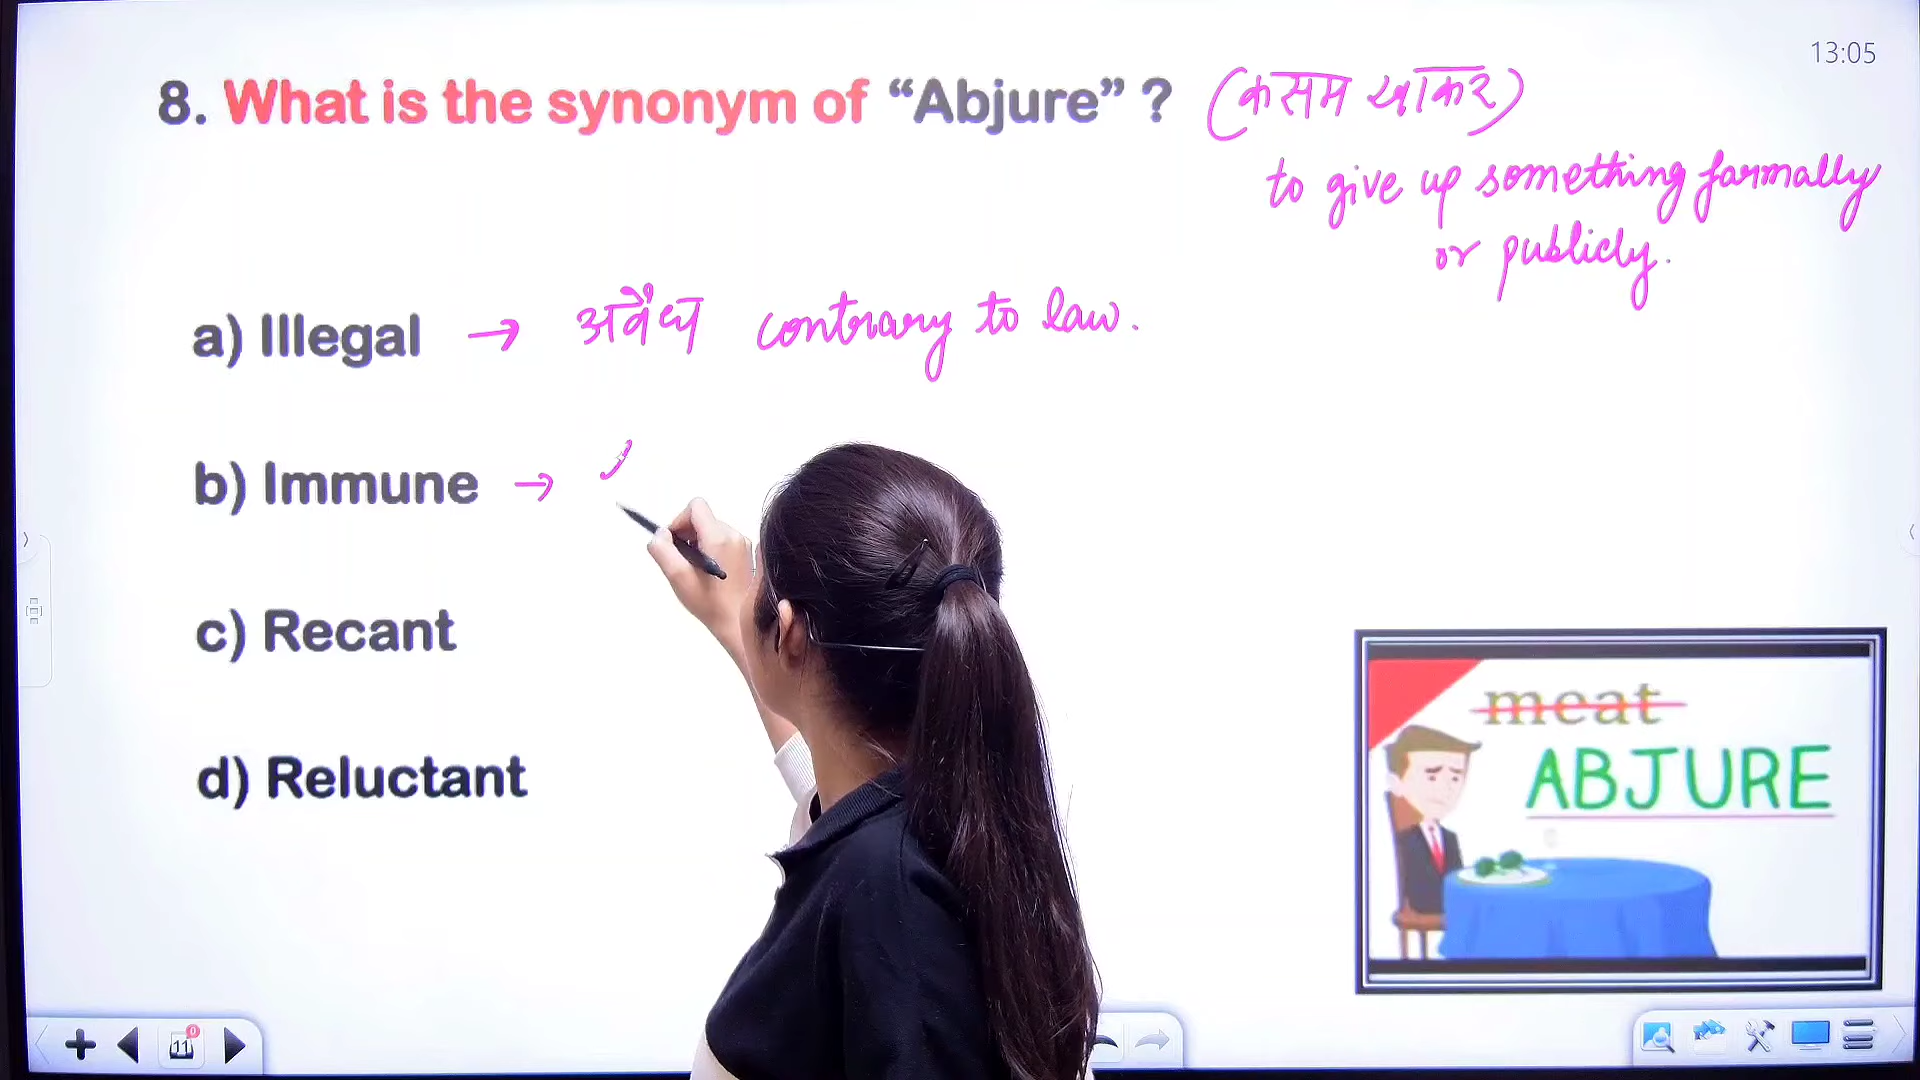 13:05
8. What is the synonym of “Abjure” ? (कसम खाकर)
to give up something formally
or publicly.
a) Illegal → अवैध contrary to law.
b) Immune →
c) Recant
d) Reluctant
meat
ABJURE
11
0